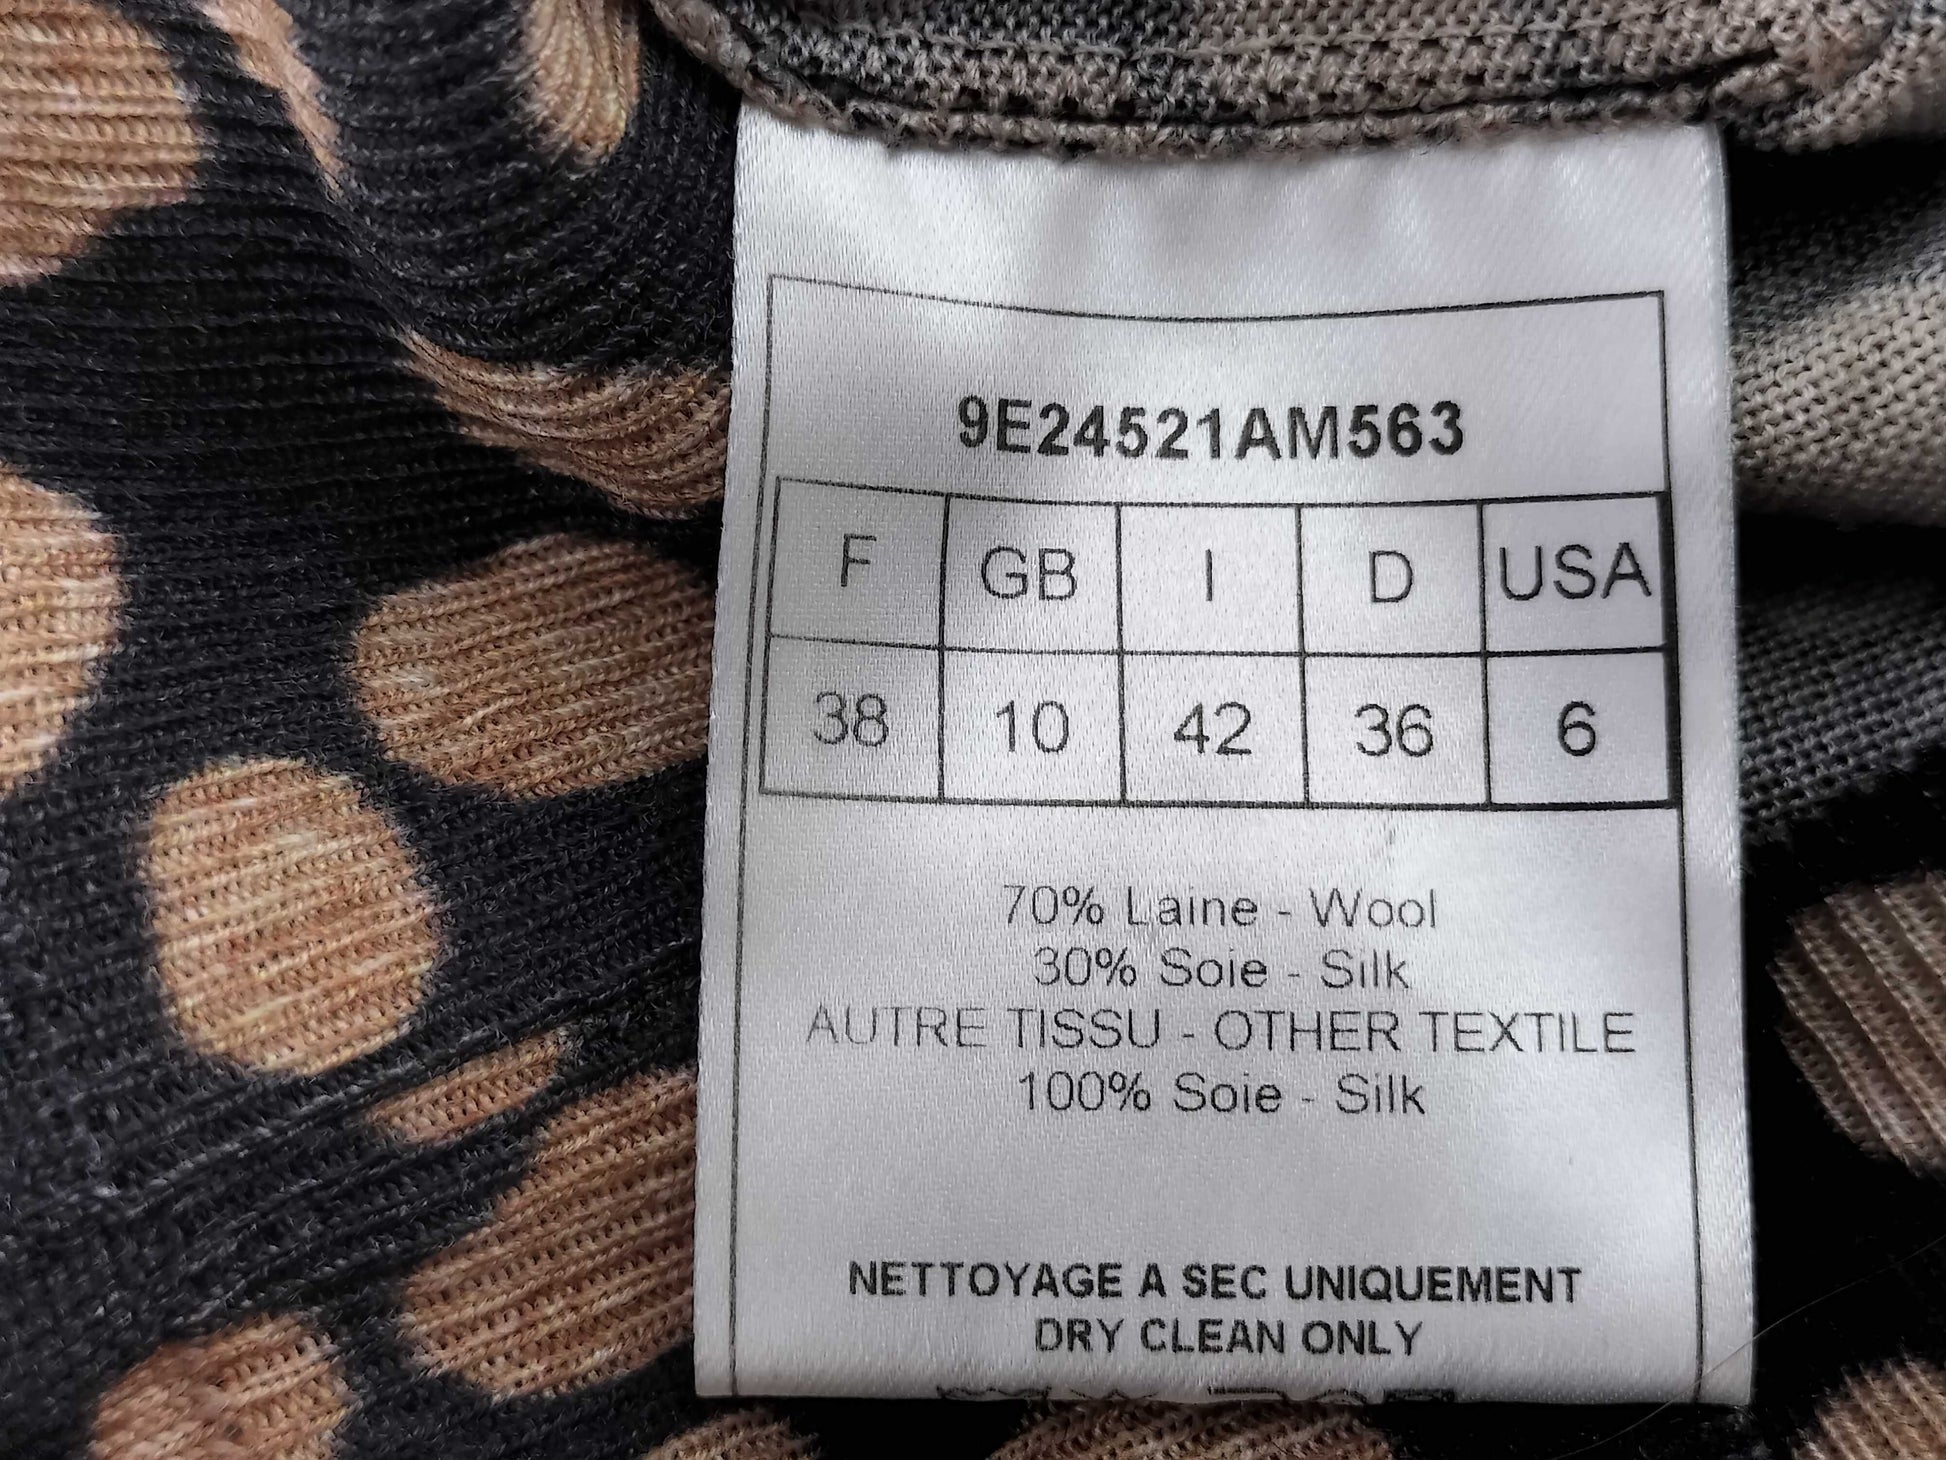 9E24521AM563
F GB I D USA
38 10 42 36 6
70% Laine - Wool
30% Soie - Silk
AUTRE TISSU - OTHER TEXTILE
100% Soie - Silk
NETTOYAGE A SEC UNIQUEMENT
DRY CLEAN ONLY